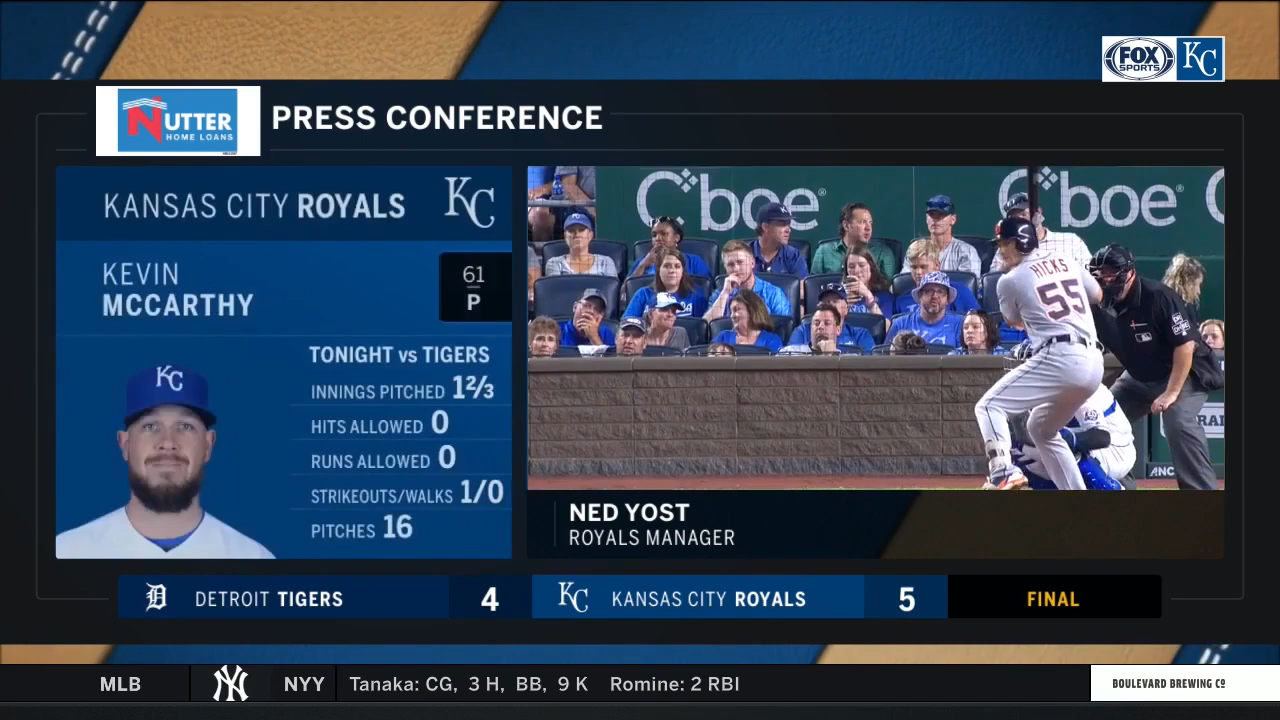 FOX
SPORTS
KC
NUTTER
HOME LOANS
PRESS CONFERENCE
KANSAS CITY ROYALS
KC
KEVIN
MCCARTHY
61
P
TONIGHT vs TIGERS
INNINGS PITCHED 1⅔
HITS ALLOWED 0
RUNS ALLOWED 0
STRIKEOUTS/WALKS 1/0
PITCHES 16
KC
Cboe®
Cboe®
C
HICKS
55
ANC
NED YOST
ROYALS MANAGER
D
DETROIT TIGERS
4
KC
KANSAS CITY ROYALS
5
FINAL
MLB
NY
NYY
Tanaka: CG, 3 H, BB, 9 K
Romine: 2 RBI
BOULEVARD BREWING CO